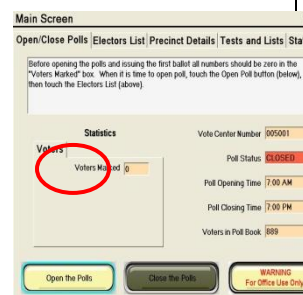 Main Screen
Open/Close Polls Electors List Precinct Details Tests and Lists Sta
Before opening the polls and issuing the first ballot all numbers should be zero in the
"Voters Marked" box. When it is time to open poll, touch the Open Poll button (below),
then touch the Electors List (above).
Statistics
Voters
Voters Marked 0
Vote Center Number 005001
Poll Status CLOSED
Poll Opening Time 7:00 AM
Poll Closing Time 7:00 PM
Voters in Poll Book 889
Open the Polls
Close the Polls
WARNING
For Office Use Only